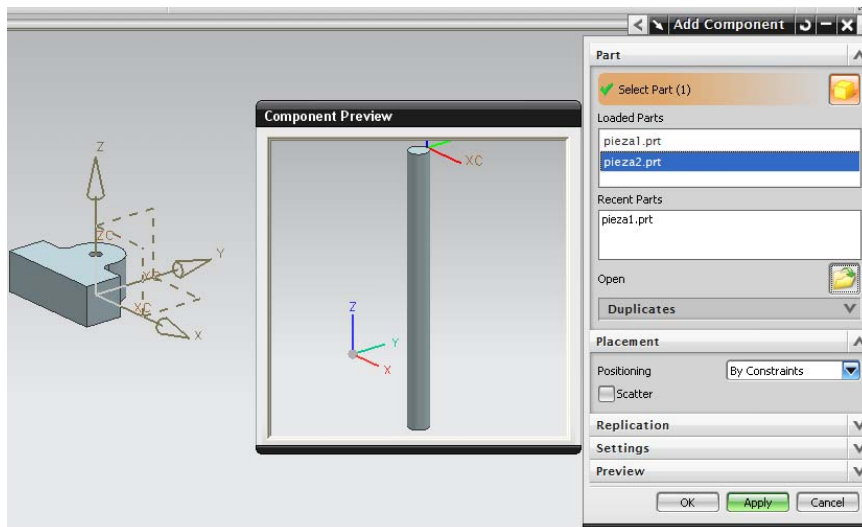 Add Component
Part
Select Part (1)
Loaded Parts
pieza1.prt
pieza2.prt
Recent Parts
pieza1.prt
Open
Duplicates
Placement
Positioning By Constraints
Scatter
Replication
Settings
Preview
OK Apply Cancel
Component Preview
XC
Z
Y
X
Z
ZC
Y
XC
XC
X